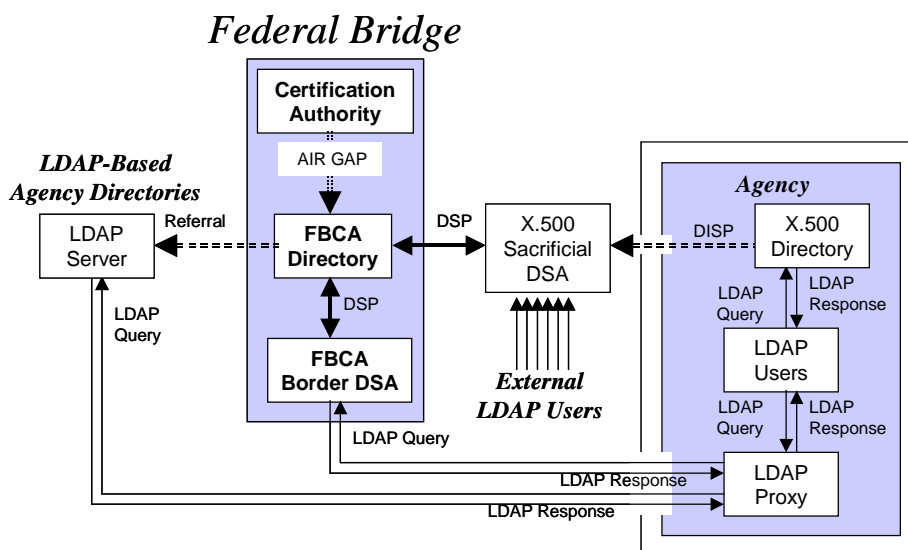 Federal Bridge
Certification
Authority
AIR GAP
LDAP-Based
Agency Directories
Referral
LDAP
Server
FBCA
Directory
DSP
X.500
Sacrificial
DSA
DISP
Agency
X.500
Directory
LDAP
Query
LDAP
Response
LDAP
Users
LDAP
Query
LDAP
Response
LDAP
Proxy
DSP
FBCA
Border DSA
External
LDAP Users
LDAP
Query
LDAP Query
LDAP Response
LDAP Response